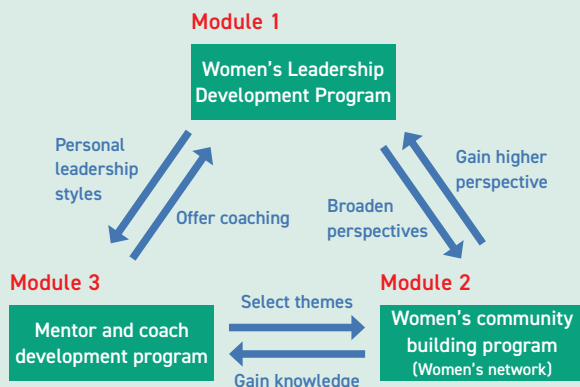 Module 1
Women's Leadership
Development Program
Personal
leadership
styles
Offer coaching
Broaden
perspectives
Gain higher
perspective
Module 3
Mentor and coach
development program
Select themes
Gain knowledge
Module 2
Women's community
building program
(Women's network)